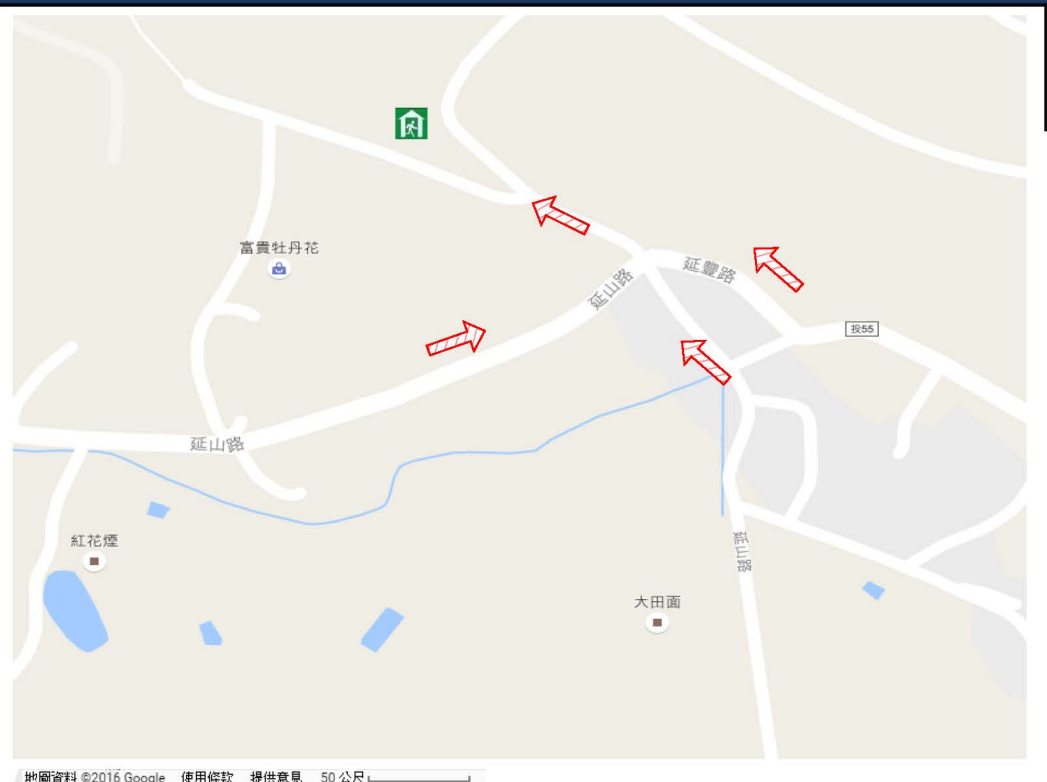 富貴牡丹花
延山路
延豐路
投55
延山路
紅花煙
延山路
大田面
地圖資料 ©2016 Google 使用條款 提供意見 50 公尺